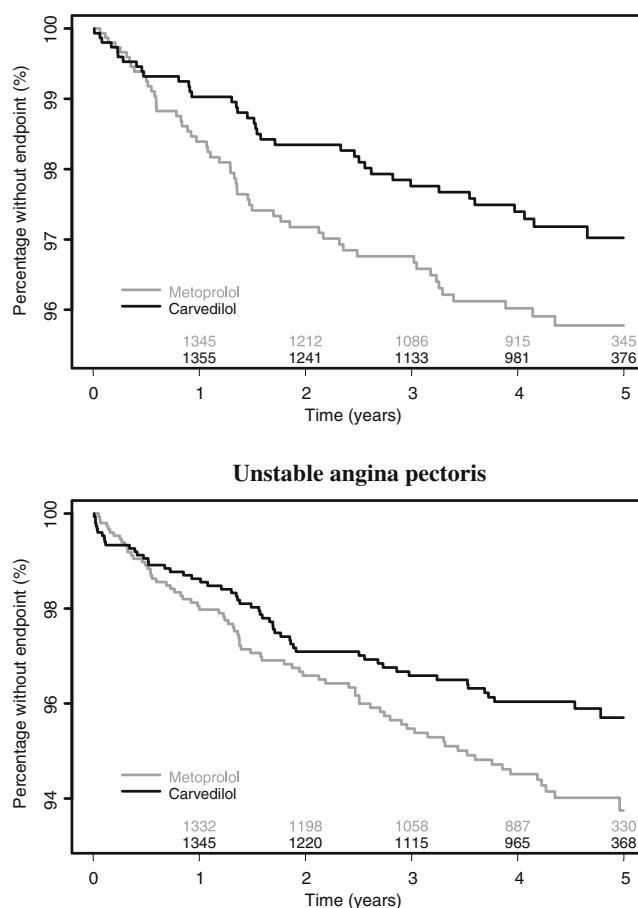 100
99
98
97
96
Percentage without endpoint (%)
Metoprolol
Carvedilol
1345 1212 1086 915 345
1355 1241 1133 981 376
0 1 2 3 4 5
Time (years)
Unstable angina pectoris
100
98
96
94
Percentage without endpoint (%)
Metoprolol
Carvedilol
1332 1198 1058 887 330
1345 1220 1115 965 368
0 1 2 3 4 5
Time (years)